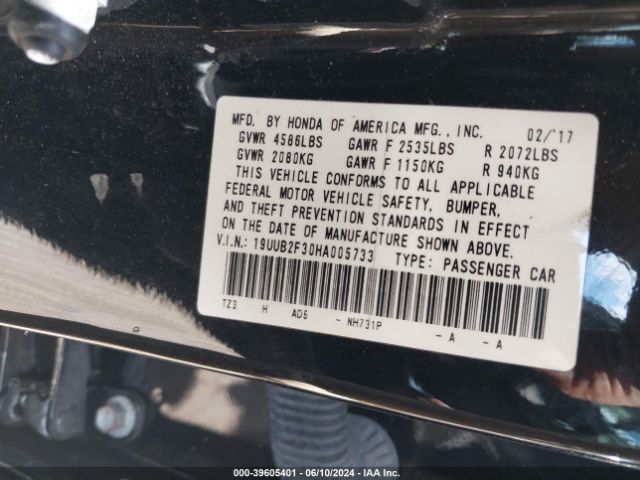 MFD. BY HONDA OF AMERICA MFG., INC. 02/'17
GVWR 4586LBS GAWR F 2535LBS R 2072LBS
GVWR 2080KG GAWR F 1150KG R 940KG
THIS VEHICLE CONFORMS TO ALL APPLICABLE
FEDERAL MOTOR VEHICLE SAFETY, BUMPER,
AND THEFT PREVENTION STANDARDS IN EFFECT
ON THE DATE OF MANUFACTURE SHOWN ABOVE.
V.I.N.: 19UUB2F30HA005733 TYPE: PASSENGER CAR
TZ3 H AD6 - NH731P - A - A
000-39605401 - 06/10/2024 - IAA Inc.